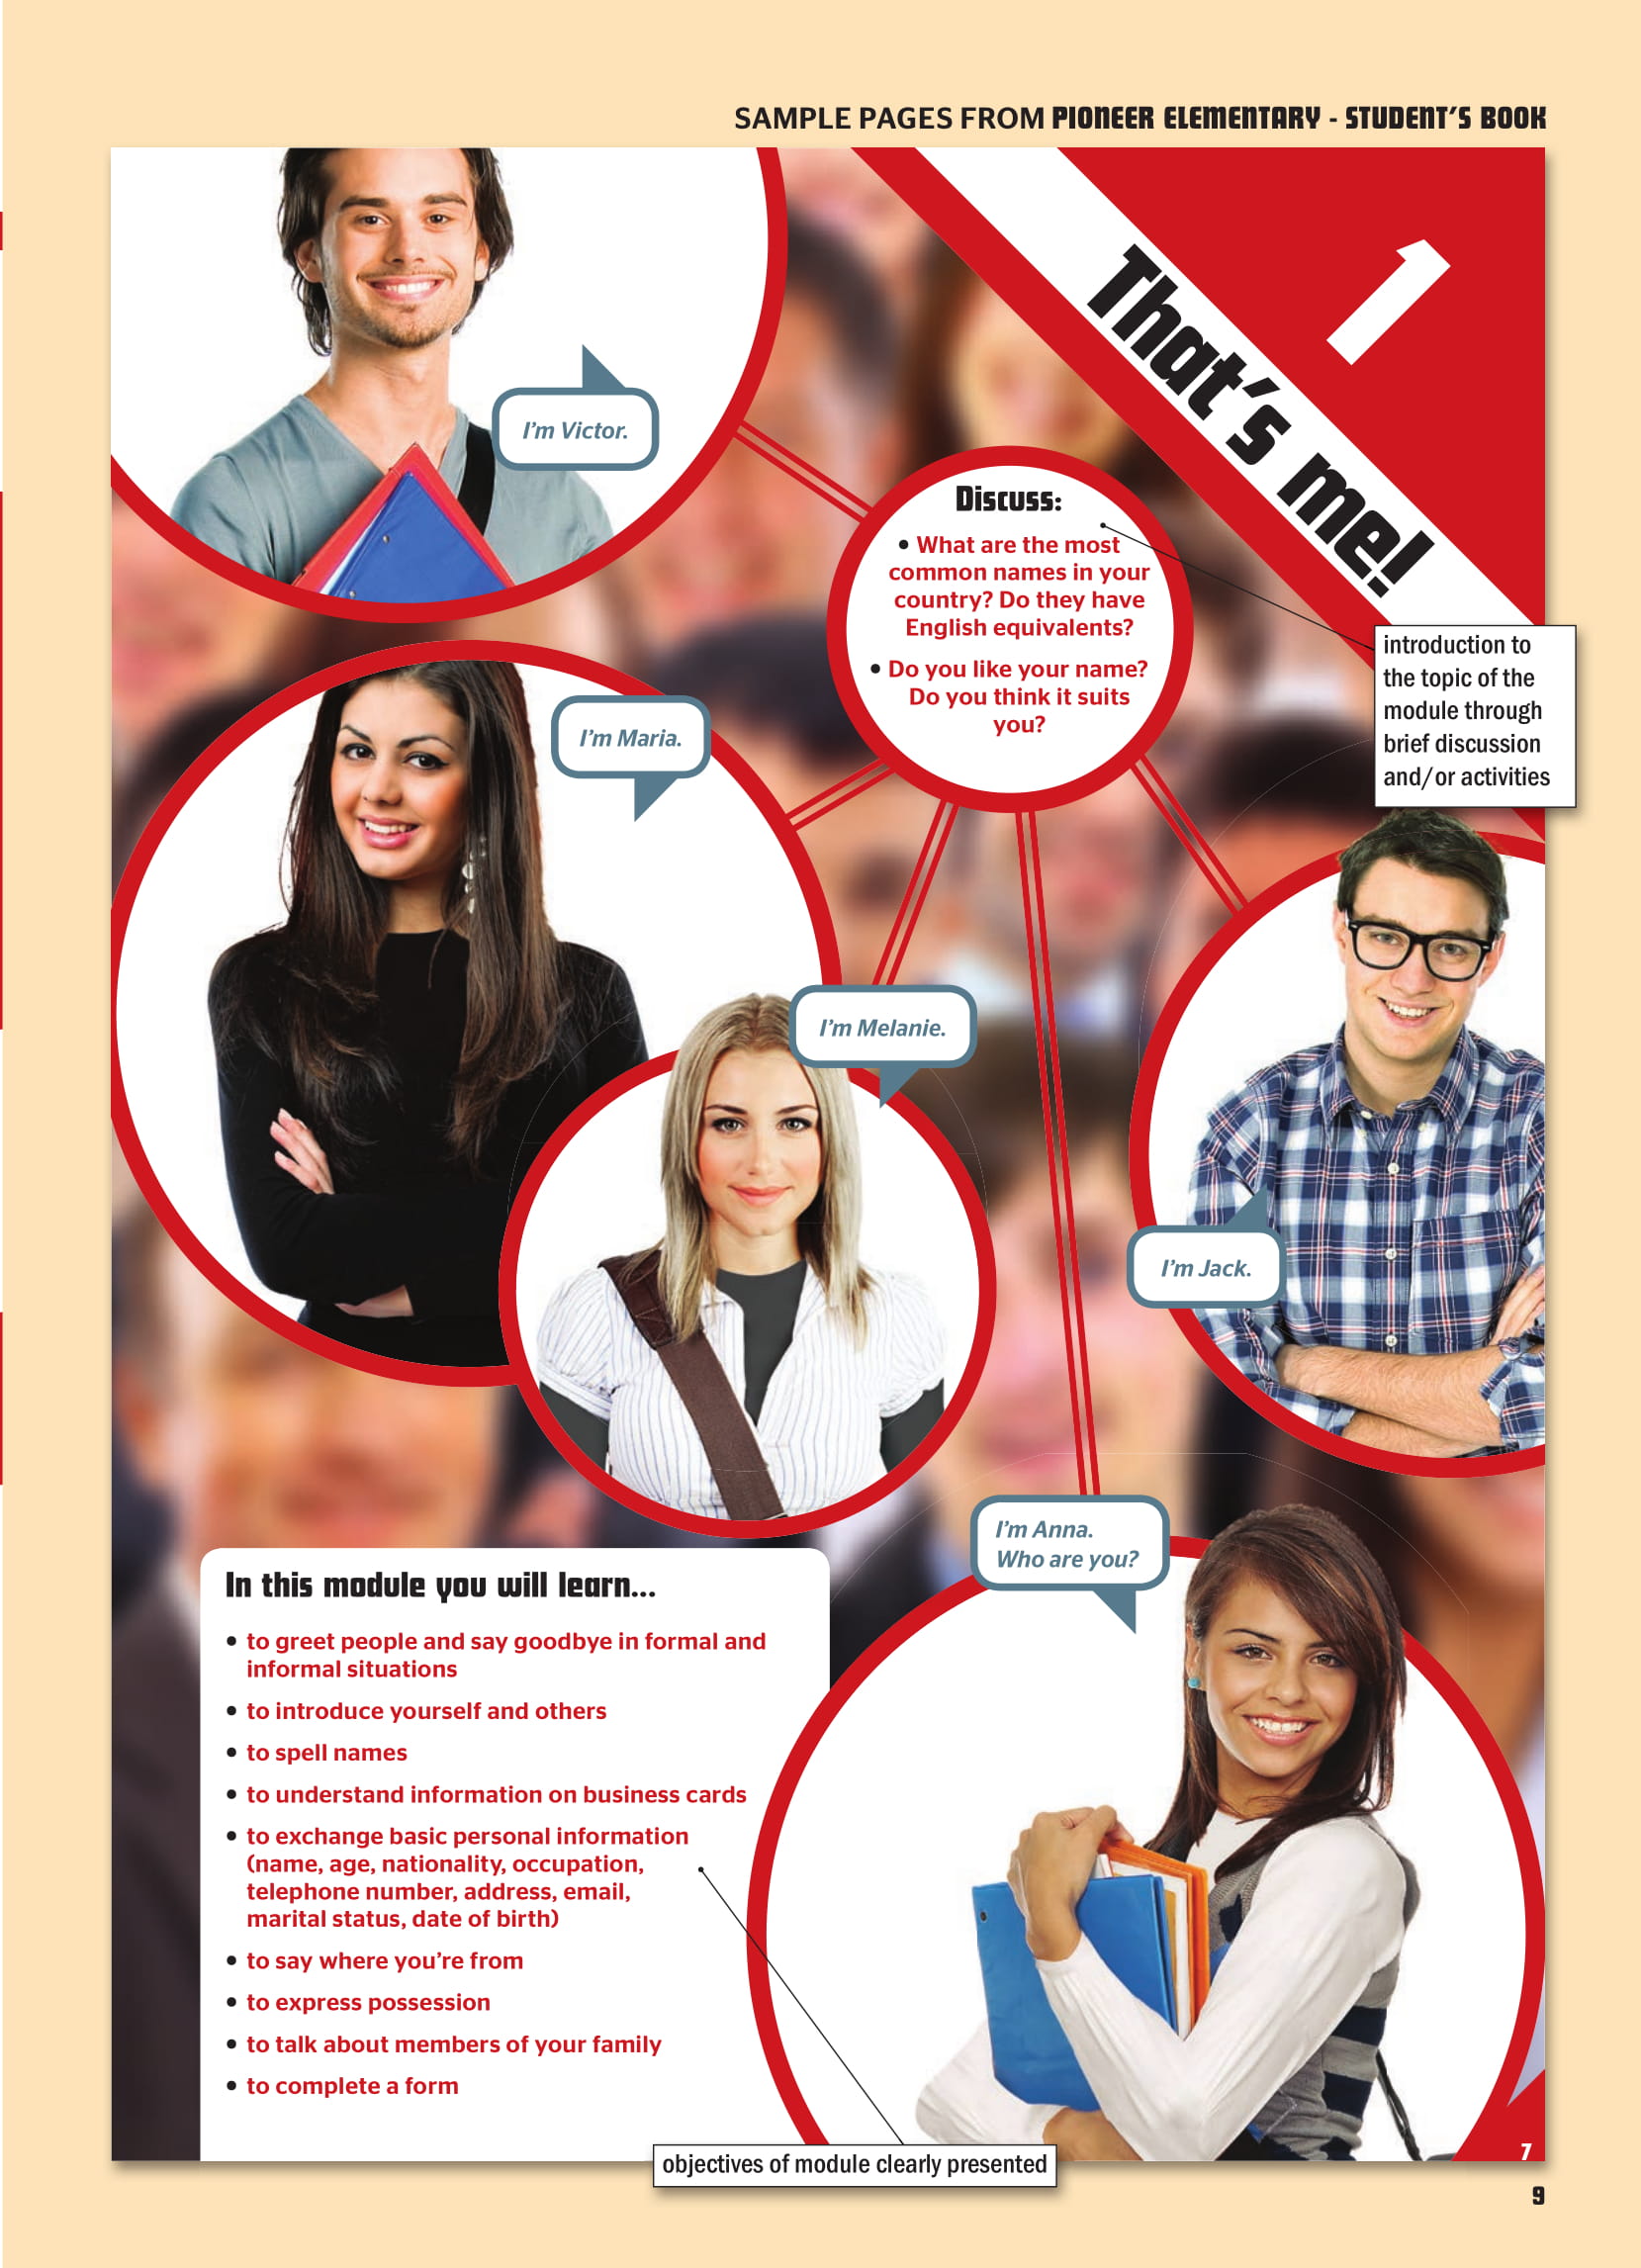 SAMPLE PAGES FROM PIONEER ELEMENTARY - STUDENT'S BOOK
1
That's me!
I'm Victor.
Discuss:
• What are the most
common names in your
country? Do they have
English equivalents?
• Do you like your name?
Do you think it suits
you?
introduction to
the topic of the
module through
brief discussion
and/or activities
I'm Maria.
I'm Melanie.
I'm Jack.
I'm Anna.
Who are you?
In this module you will learn...
• to greet people and say goodbye in formal and
informal situations
• to introduce yourself and others
• to spell names
• to understand information on business cards
• to exchange basic personal information
(name, age, nationality, occupation,
telephone number, address, email,
marital status, date of birth)
• to say where you're from
• to express possession
• to talk about members of your family
• to complete a form
objectives of module clearly presented
7
9